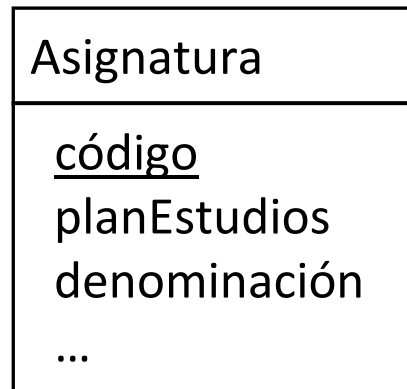 Asignatura
código
planEstudios
denominación
...